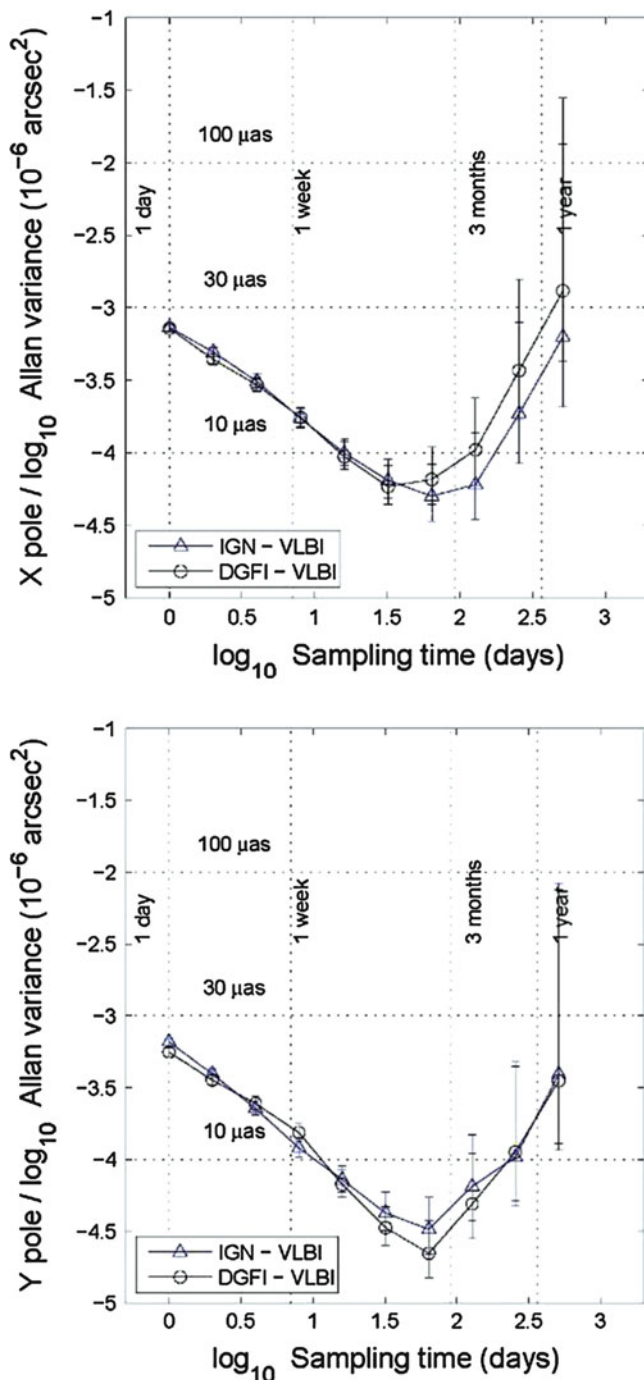 X pole / log10 Allan variance (10−6 arcsec2)
−1
−1.5
−2
−2.5
−3
−3.5
−4
−4.5
−5
100 µas
30 µas
10 µas
1 day
1 week
3 months
1 year
IGN − VLBI
DGFI − VLBI
0
0.5
1
1.5
2
2.5
3
log10 Sampling time (days)
Y pole / log10 Allan variance (10−6 arcsec2)
−1
−1.5
−2
−2.5
−3
−3.5
−4
−4.5
−5
100 µas
30 µas
10 µas
1 day
1 week
3 months
1 year
IGN − VLBI
DGFI − VLBI
0
0.5
1
1.5
2
2.5
3
log10 Sampling time (days)